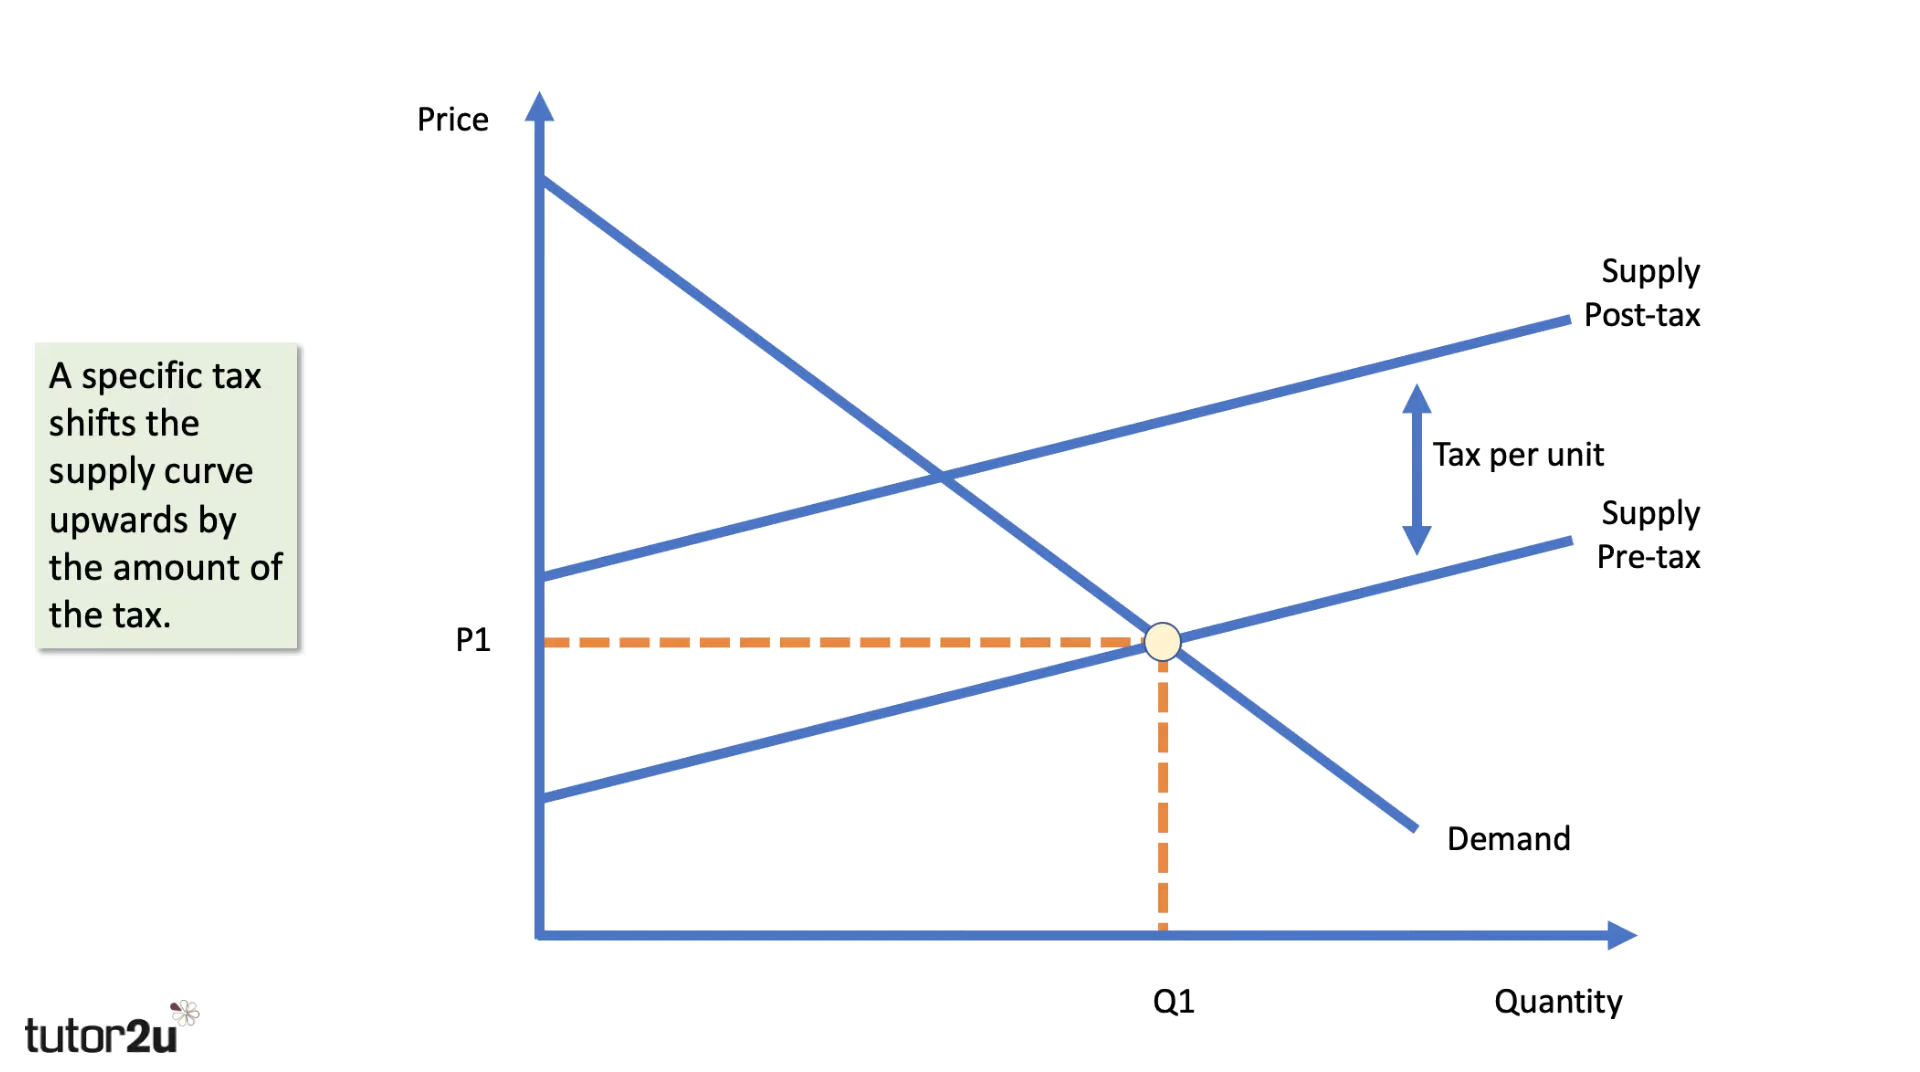 Price
Supply
Post-tax
A specific tax
shifts the
supply curve
upwards by
the amount of
the tax.
Tax per unit
Supply
Pre-tax
P1
Demand
Q1
Quantity
tutor2u